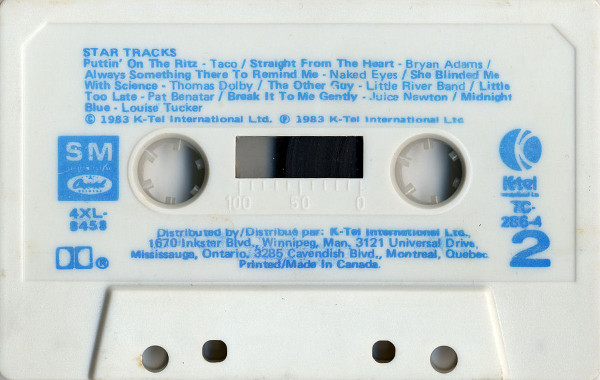 STAR TRACKS
Puttin' On The Ritz - Taco / Straight From The Heart - Bryan Adams /
Always Something There To Remind Me - Naked Eyes / She Blinded Me
With Science - Thomas Dolby / The Other Guy - Little River Band / Little
Too Late - Pat Benatar / Break It To Me Gently - Juice Newton / Midnight
Blue - Louise Tucker
© 1983 K-Tel International Ltd. ℗ 1983 K-Tel International Ltd.
SM
Capitol
4XL-
8458
100 50 0
K-tel
TC-
286-4
2
Distributed by/Distribué par: K-Tel International Ltd.,
1670 Inkster Blvd., Winnipeg, Man. 3121 Universal Drive,
Mississauga, Ontario. 3285 Cavendish Blvd., Montreal, Quebec.
Printed/Made In Canada.